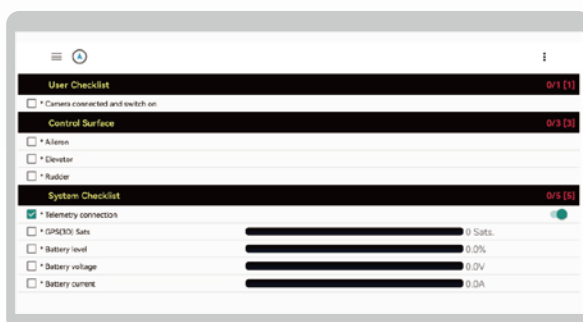 A
User Checklist 0/1 [1]
* Camera connected and switch on
Control Surface 0/3 [3]
* Aileron
* Elevator
* Rudder
System Checklist 0/5 [5]
* Telemetry connection
* GPS(3D) Sats 0 Sats.
* Battery level 0.0%
* Battery voltage 0.0V
* Battery current 0.0A